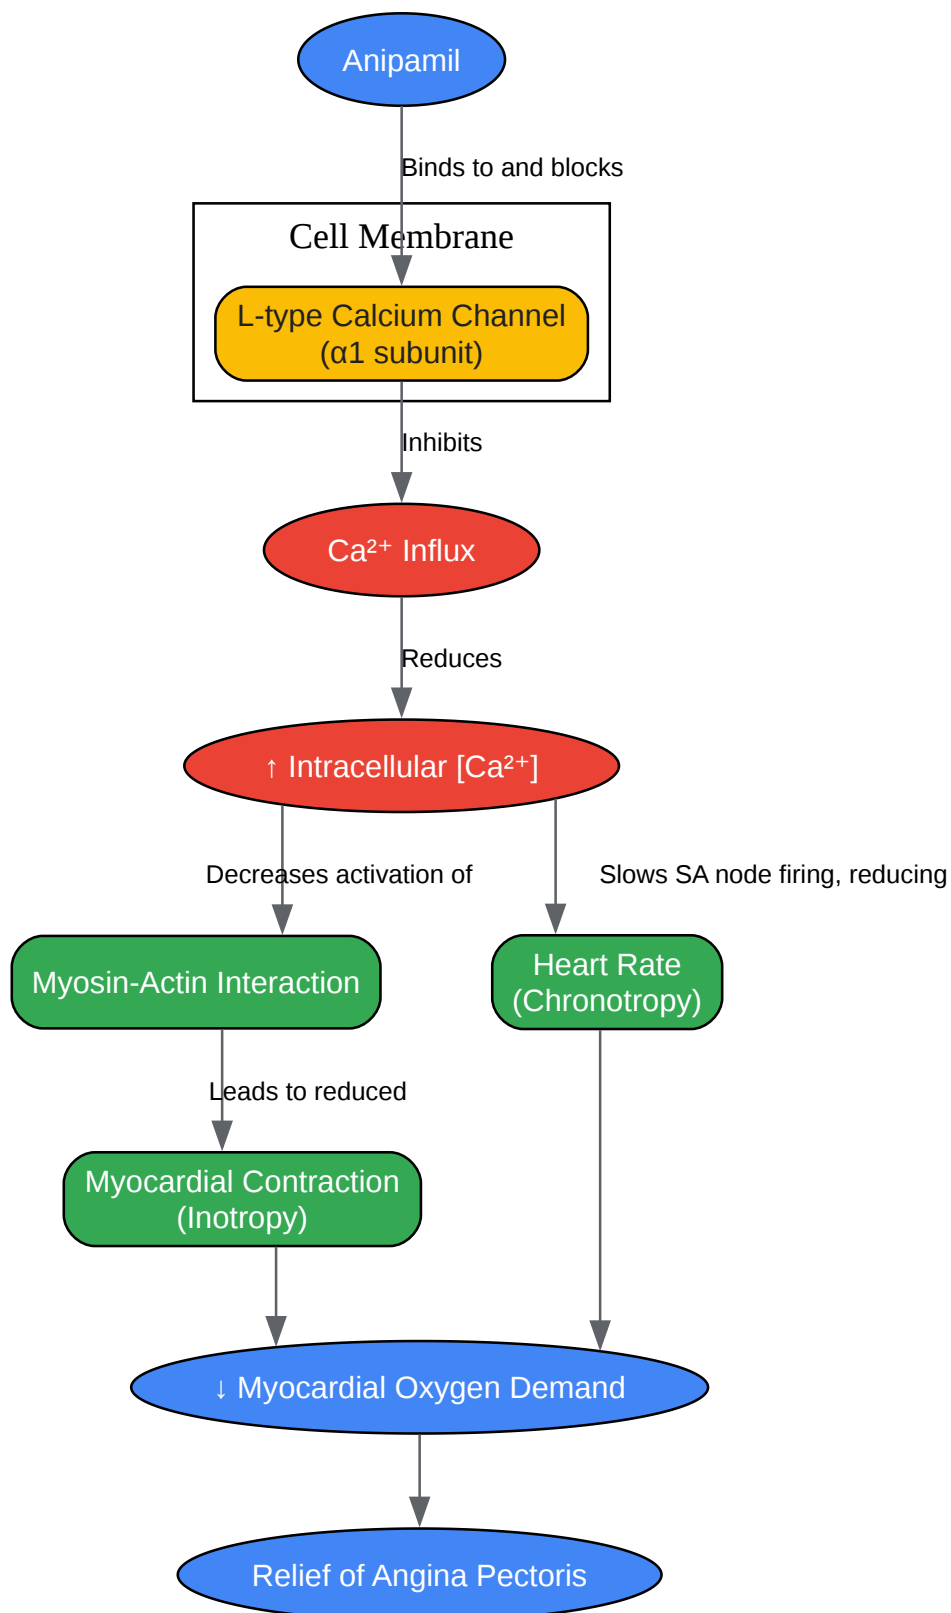 Anipamil
Binds to and blocks
Cell Membrane
L-type Calcium Channel
(α1 subunit)
Inhibits
Ca²⁺ Influx
Reduces
↑ Intracellular [Ca²⁺]
Decreases activation of
Slows SA node firing, reducing
Myosin-Actin Interaction
Heart Rate
(Chronotropy)
Leads to reduced
Myocardial Contraction
(Inotropy)
↓ Myocardial Oxygen Demand
Relief of Angina Pectoris